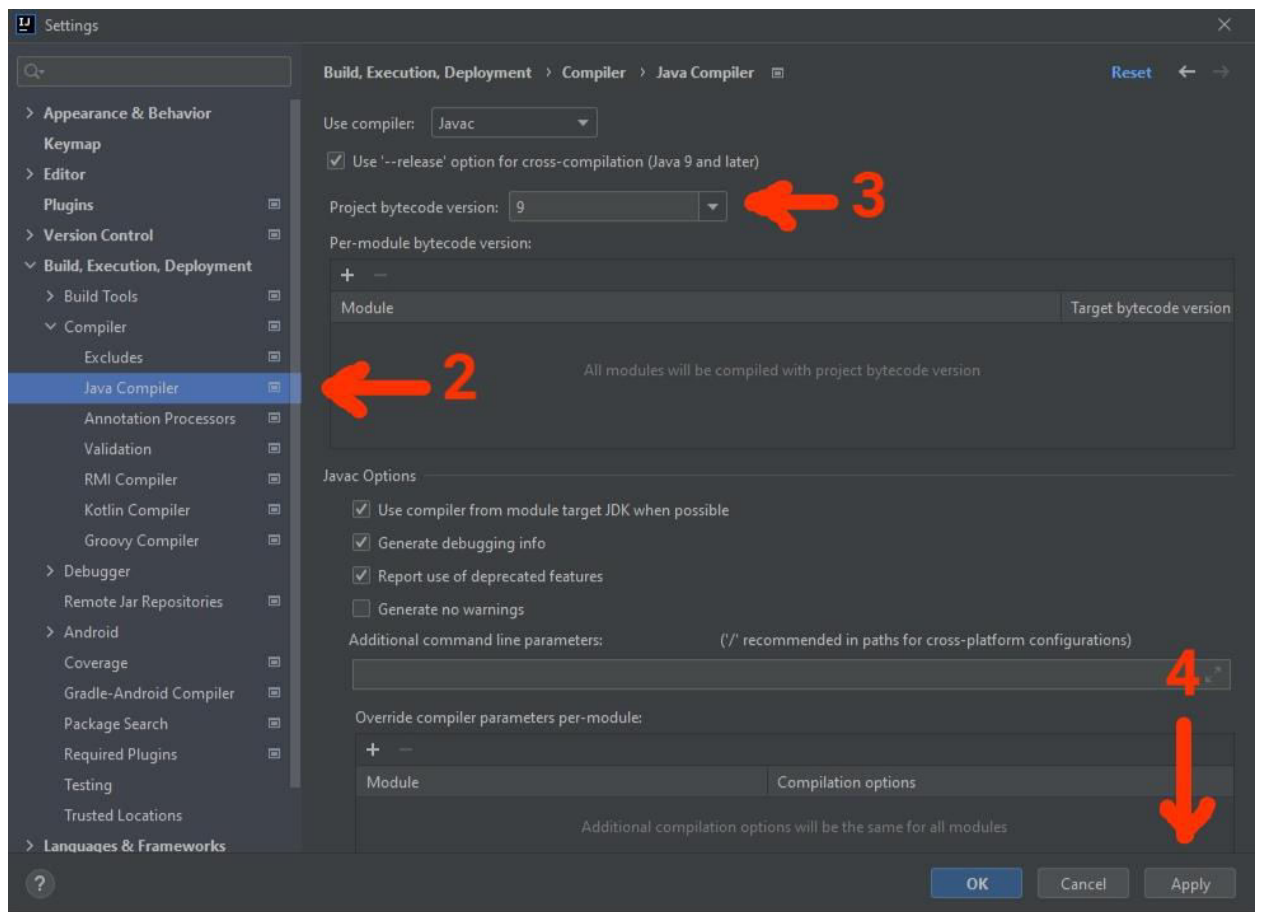 Settings
Build, Execution, Deployment › Compiler › Java Compiler
Reset
Appearance & Behavior
Keymap
Editor
Plugins
Version Control
Build, Execution, Deployment
Build Tools
Compiler
Excludes
Java Compiler
Annotation Processors
Validation
RMI Compiler
Kotlin Compiler
Groovy Compiler
Debugger
Remote Jar Repositories
Android
Coverage
Gradle-Android Compiler
Package Search
Required Plugins
Testing
Trusted Locations
Languages & Frameworks
2
Use compiler: Javac
Use '--release' option for cross-compilation (Java 9 and later)
Project bytecode version: 9
3
Per-module bytecode version:
Module Target bytecode version
All modules will be compiled with project bytecode version
Javac Options
Use compiler from module target JDK when possible
Generate debugging info
Report use of deprecated features
Generate no warnings
Additional command line parameters: ('/' recommended in paths for cross-platform configurations)
4
Override compiler parameters per-module:
Module Compilation options
Additional compilation options will be the same for all modules
? OK Cancel Apply